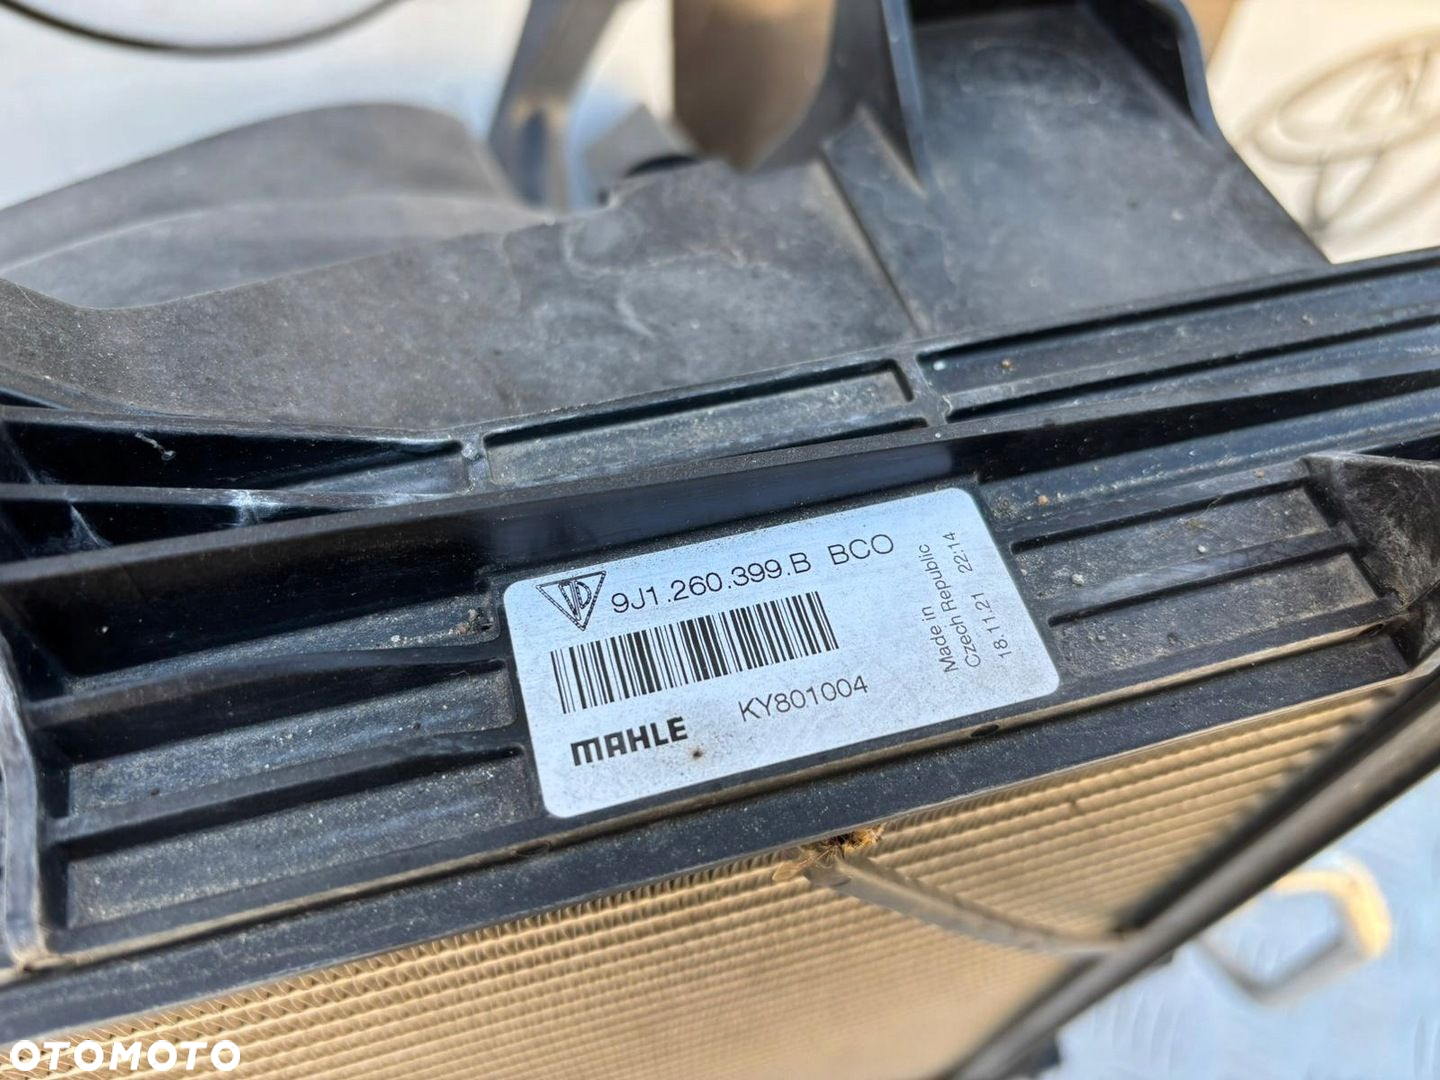 9J1.260.399.B BCO
KY801004
MAHLE
Made in
Czech Republic
18.11.21 22:14
OTOMOTO